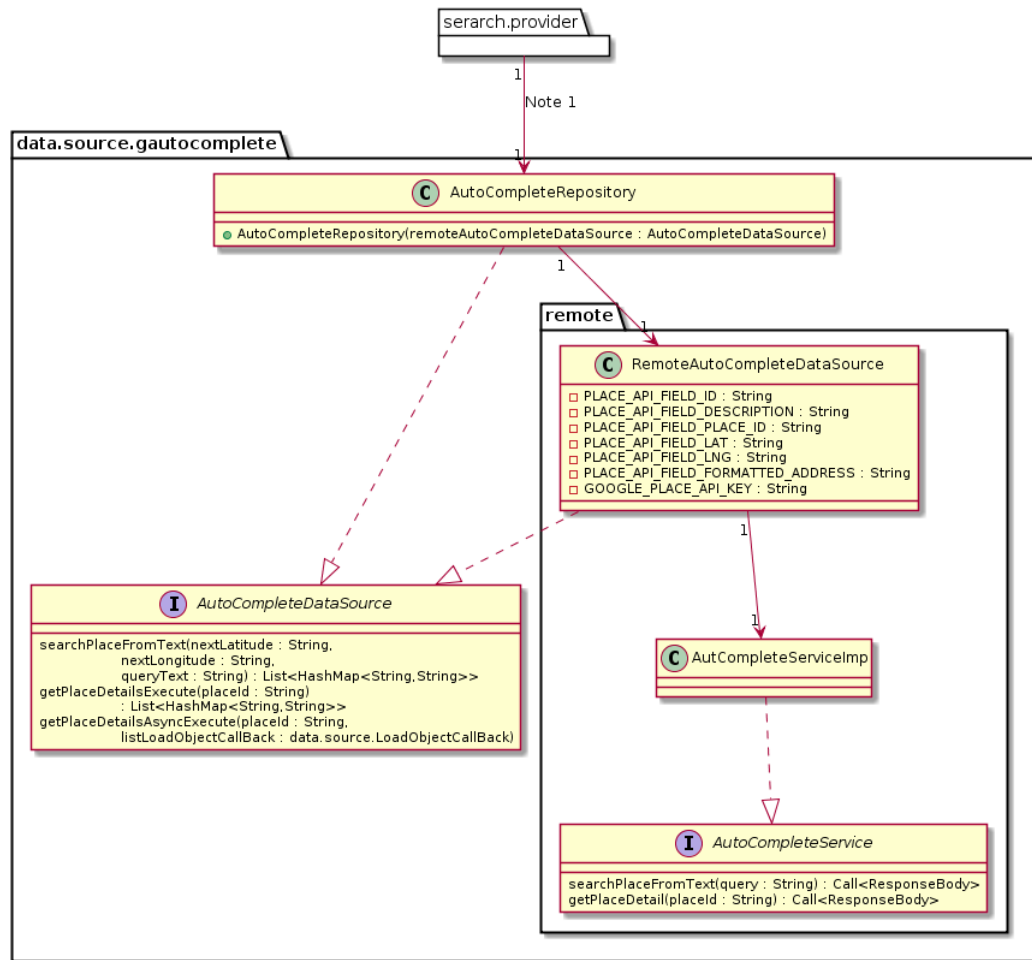 serarch.provider
1
Note 1
1
data.source.gautocomplete
C AutoCompleteRepository
AutoCompleteRepository(remoteAutoCompleteDataSource : AutoCompleteDataSource)
1
remote
1
C RemoteAutoCompleteDataSource
PLACE_API_FIELD_ID : String
PLACE_API_FIELD_DESCRIPTION : String
PLACE_API_FIELD_PLACE_ID : String
PLACE_API_FIELD_LAT : String
PLACE_API_FIELD_LNG : String
PLACE_API_FIELD_FORMATTED_ADDRESS : String
GOOGLE_PLACE_API_KEY : String
1
I AutoCompleteDataSource
searchPlaceFromText(nextLatitude : String,
nextLongitude : String,
queryText : String) : List<HashMap<String,String>>
getPlaceDetailsExecute(placeId : String)
: List<HashMap<String,String>>
getPlaceDetailsAsyncExecute(placeId : String,
listLoadObjectCallBack : data.source.LoadObjectCallBack)
1
C AutCompleteServiceImp
I AutoCompleteService
searchPlaceFromText(query : String) : Call<ResponseBody>
getPlaceDetail(placeId : String) : Call<ResponseBody>